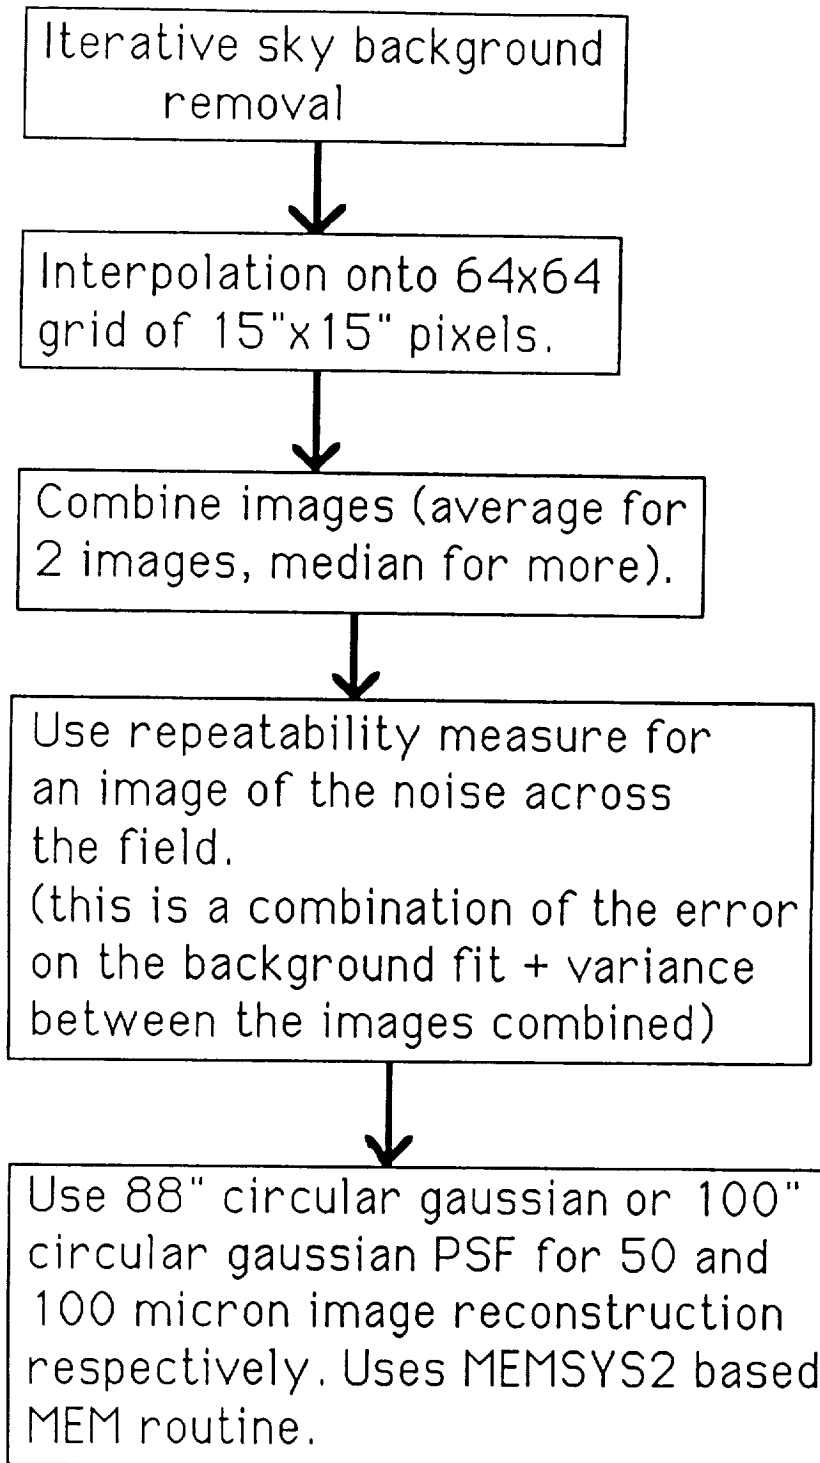 Iterative sky background
removal
Interpolation onto 64x64
grid of 15"x15" pixels.
Combine images (average for
2 images, median for more).
Use repeatability measure for
an image of the noise across
the field.
(this is a combination of the error
on the background fit + variance
between the images combined)
Use 88" circular gaussian or 100"
circular gaussian PSF for 50 and
100 micron image reconstruction
respectively. Uses MEMSYS2 based
MEM routine.